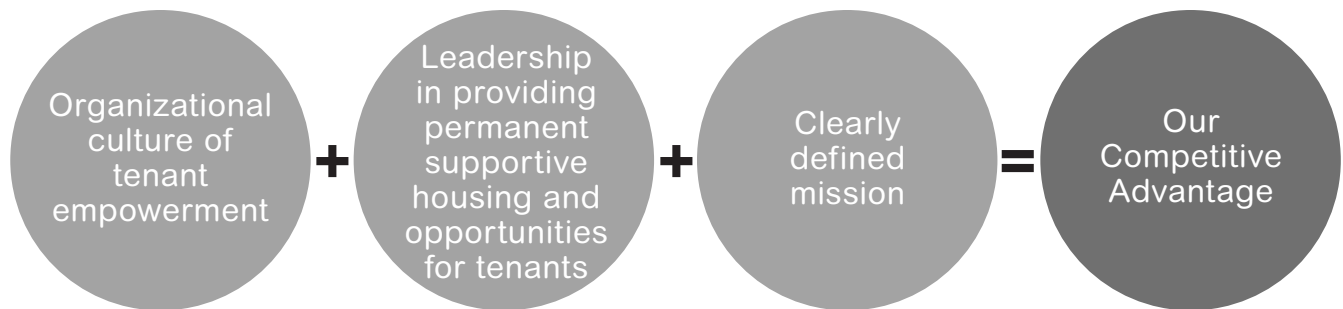 Organizational
culture of
tenant
empowerment
+
Leadership
in providing
permanent
supportive
housing and
opportunities
for tenants
+
Clearly
defined
mission
=
Our
Competitive
Advantage